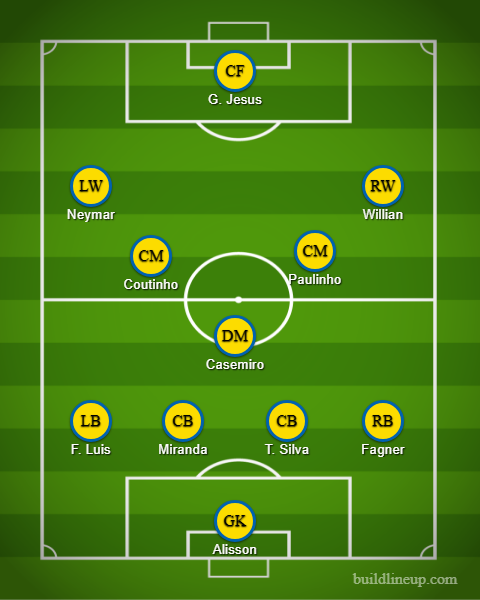 CF
G. Jesus
LW
RW
Neymar
Willian
CM
CM
Coutinho
Paulinho
DM
Casemiro
LB
CB
CB
RB
F. Luis
Miranda
T. Silva
Fagner
GK
Alisson
buildlineup.com